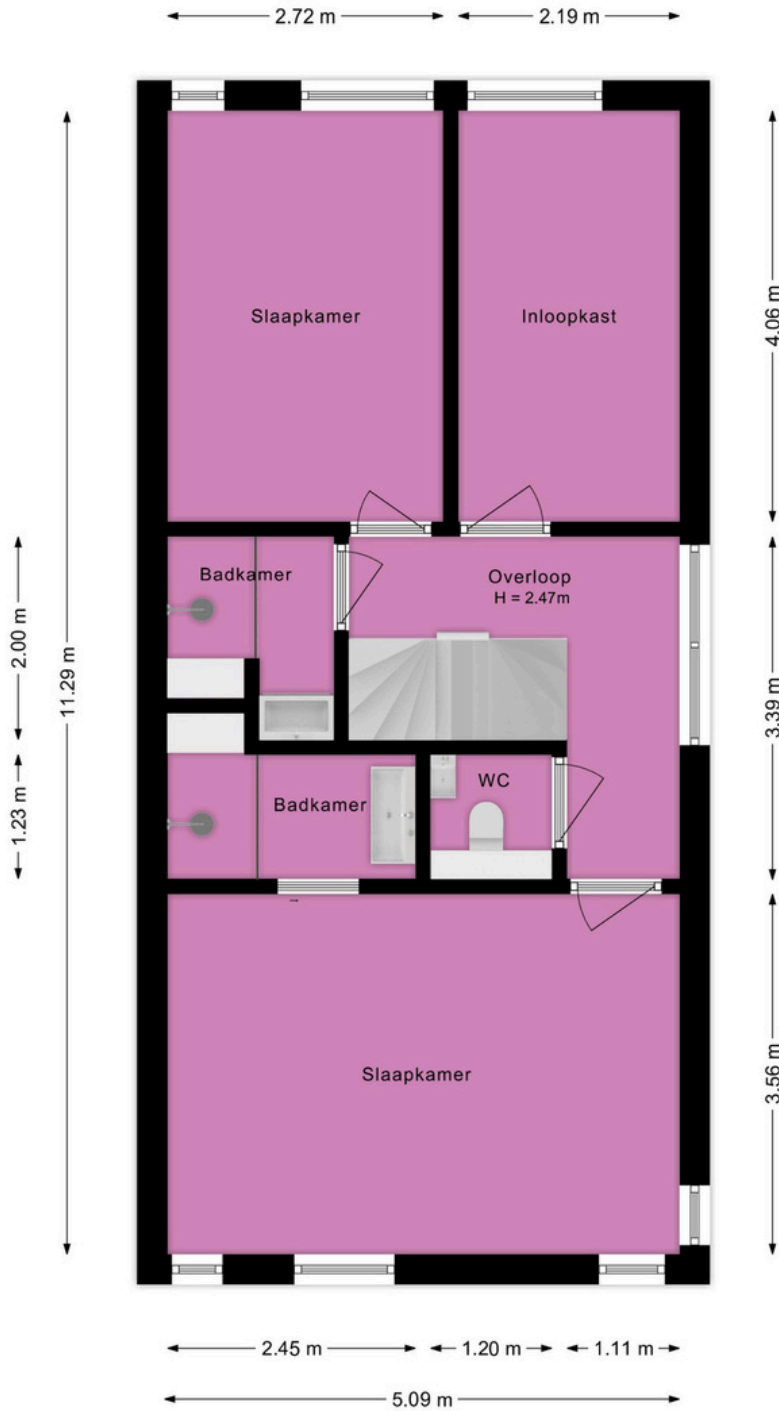 2.72 m
2.19 m
Slaapkamer
Inloopkast
4.06 m
Badkamer
Overloop
H = 2.47m
2.00 m
11.29 m
3.39 m
WC
Badkamer
1.23 m
Slaapkamer
3.56 m
2.45 m
1.20 m
1.11 m
5.09 m